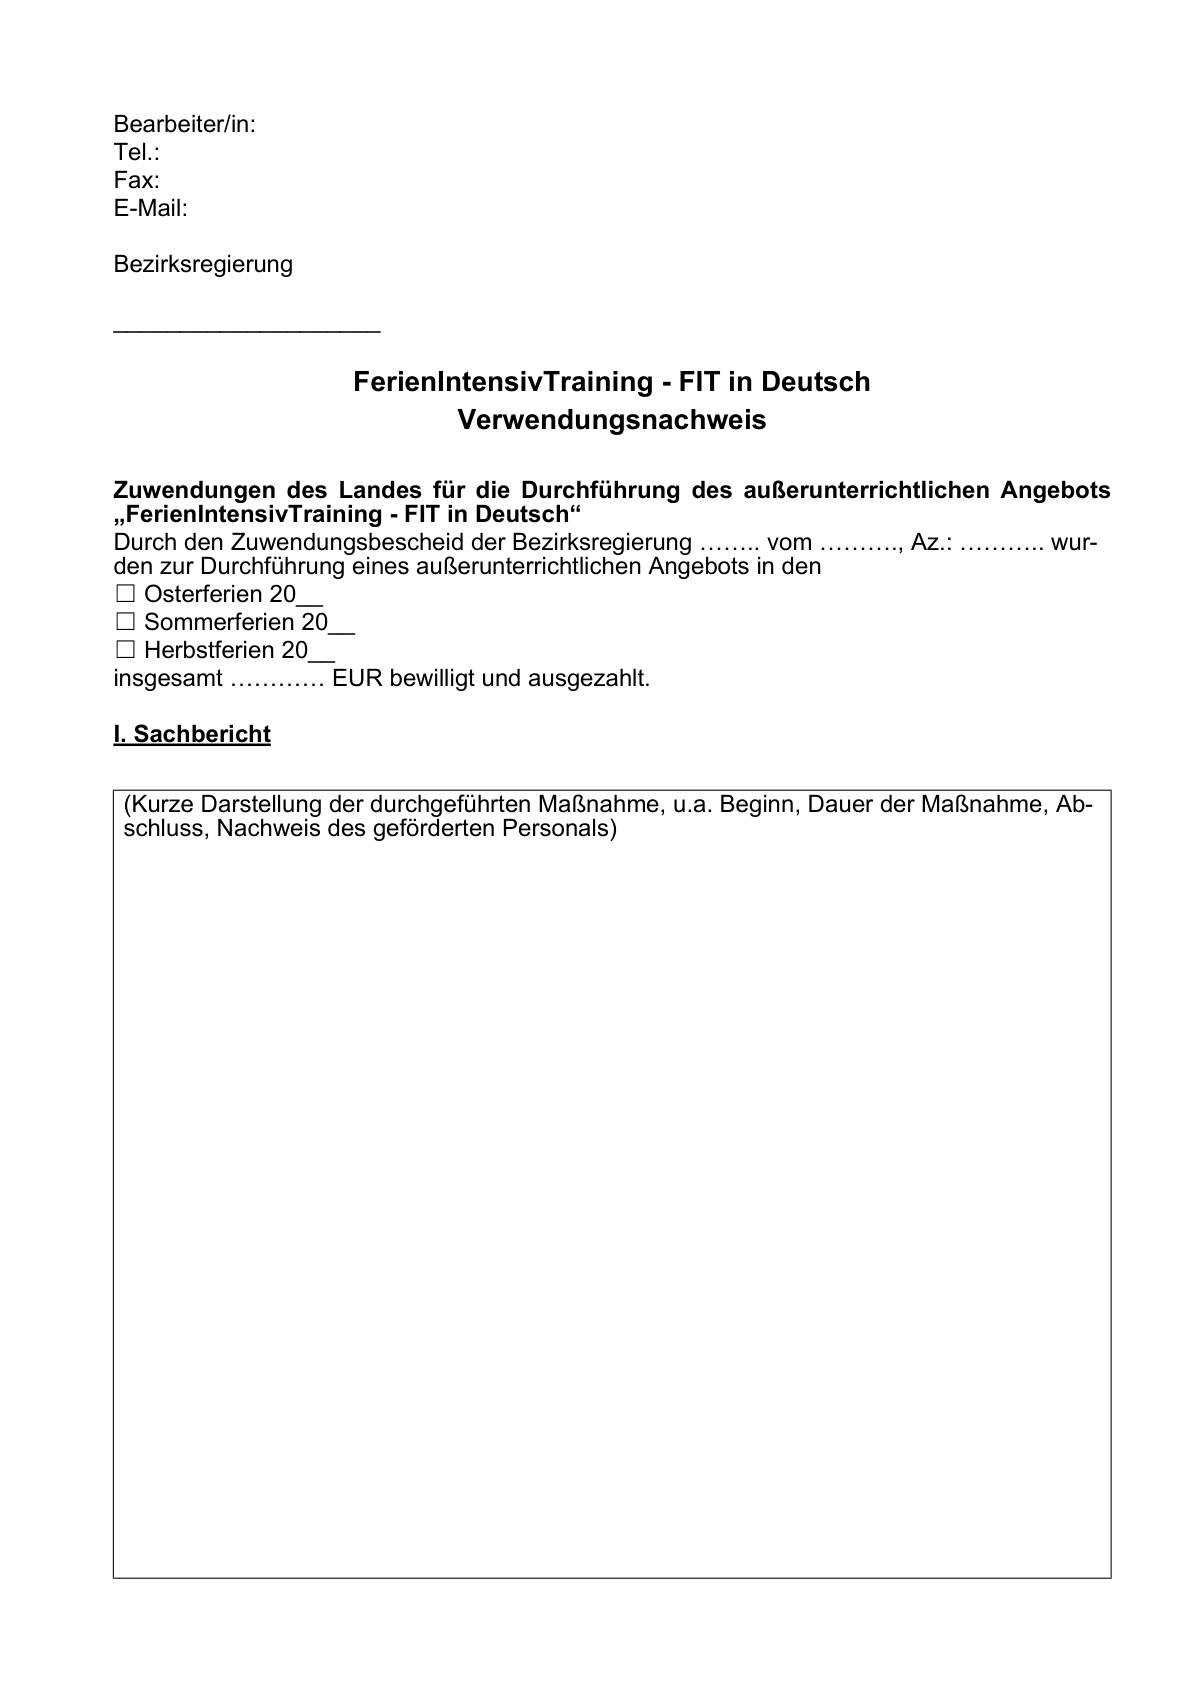 Bearbeiter/in:
Tel.:
Fax:
E-Mail:
Bezirksregierung
____________________
FerienIntensivTraining - FIT in Deutsch
Verwendungsnachweis
Zuwendungen des Landes für die Durchführung des außerunterrichtlichen Angebots
„FerienIntensivTraining - FIT in Deutsch“
Durch den Zuwendungsbescheid der Bezirksregierung …….. vom ………., Az.: ……….. wur-
den zur Durchführung eines außerunterrichtlichen Angebots in den
☐ Osterferien 20__
☐ Sommerferien 20__
☐ Herbstferien 20__
insgesamt ………… EUR bewilligt und ausgezahlt.
I. Sachbericht
(Kurze Darstellung der durchgeführten Maßnahme, u.a. Beginn, Dauer der Maßnahme, Ab-
schluss, Nachweis des geförderten Personals)